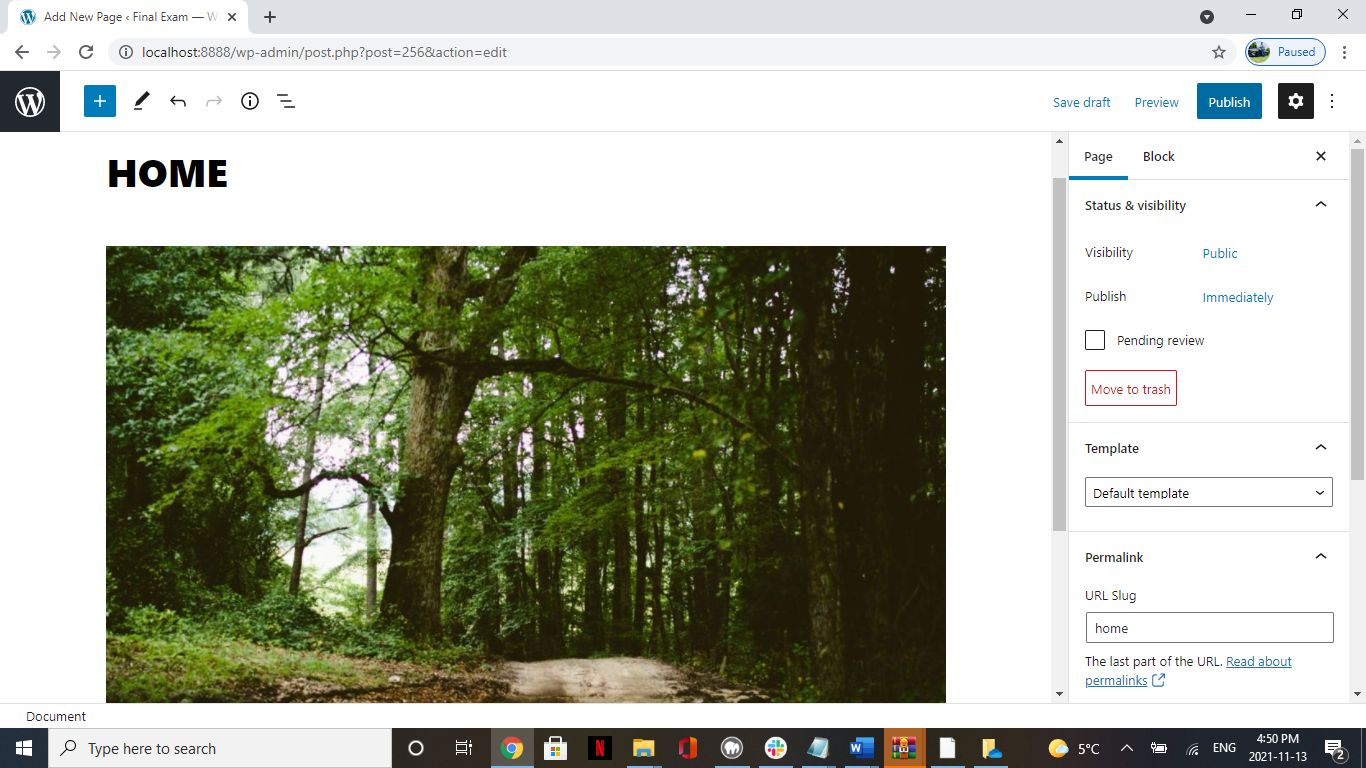 Add New Page ‹ Final Exam — W
localhost:8888/wp-admin/post.php?post=256&action=edit
Paused
Save draft
Preview
Publish
HOME
Page
Block
Status & visibility
Visibility
Public
Publish
Immediately
Pending review
Move to trash
Template
Default template
Permalink
URL Slug
home
The last part of the URL. Read about
permalinks
Document
Type here to search
5°C
ENG
4:50 PM
2021-11-13
2